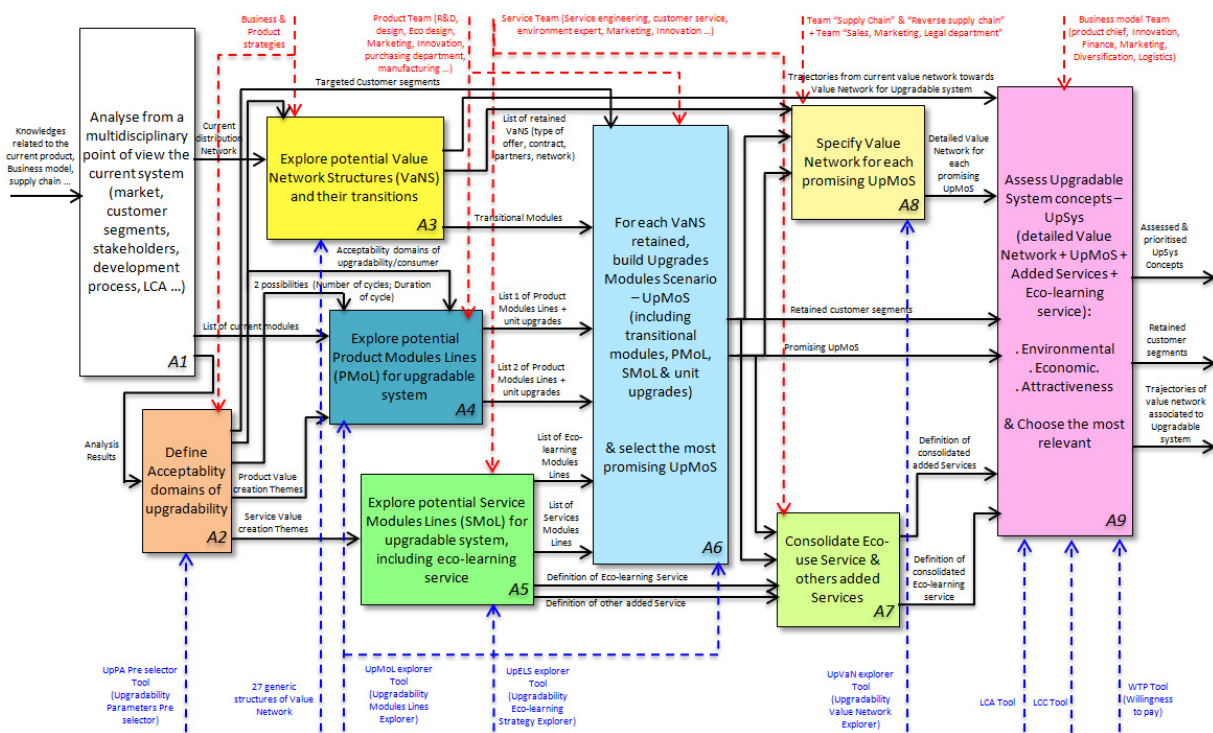 Business &
Product
strategies
Product Team (R&D,
design, Eco design,
Marketing, Innovation,
purchasing department,
manufacturing ...)
Service Team (Service engineering, customer service,
environment expert, Marketing, Innovation ...)
Team "Supply Chain" & "Reverse supply chain"
+ Team "Sales, Marketing, Legal department"
Business model Team
(product chief, Innovation,
Finance, Marketing,
Diversification, Logistics)
Knowledges
related to the
current product,
Business model,
supply chain ...
Analyse from a
multidisciplinary
point of view the
current system
(market,
customer
segments,
stakeholders,
development
process, LCA ...)
A1
Current
distribution
Network
Targeted Customer segments
Explore potential Value
Network Structures (VaNS)
and their transitions
A3
List of retained
VaNS (type of
offer, contract,
partners, network)
Trajectories from current value network towards
Value Network for Upgradable system
Transitional Modules
Acceptability domains of
upgradability/consumer
2 possibilities (Number of cycles; Duration
of cycle)
List of current modules
Explore potential
Product Modules Lines
(PMoL) for upgradable
system
A4
List 1 of Product
Modules Lines +
unit upgrades
List 2 of Product
Modules Lines +
unit upgrades
Analysis
Results
Define
Acceptablity
domains of
upgradability
A2
Product Value
creation Themes
Service Value
creation Themes
Explore potential Service
Modules Lines (SMoL) for
upgradable system,
including eco-learning
service
A5
List of Eco-
learning
Modules
Lines
List of
Services
Modules
Lines
Definition of Eco-learning Service
Definition of other added Service
For each VaNS
retained,
build Upgrades
Modules Scenario
– UpMoS
(including
transitional
modules, PMoL,
SMoL & unit
upgrades)
& select the most
promising UpMoS
A6
Specify Value
Network for each
promising UpMoS
A8
Detailed Value
Network for
each
promising
UpMoS
Retained customer segments
Promising UpMoS
Consolidate Eco-
use Service &
others added
Services
A7
Definition of
consolidated
added Services
Definition of
consolidated
Eco-learning
service
Assess Upgradable
System concepts –
UpSys
(detailed Value
Network + UpMoS +
Added Services +
Eco-learning
service):
. Environmental
. Economic.
. Attractiveness
& Choose the most
relevant
A9
Assessed &
prioritised
UpSys
Concepts
Retained
customer
segments
Trajectories of
value network
associated to
Upgradable
system
UpPA Pre selector
Tool
(Upgradability
Parameters Pre
selector)
27 generic
structures of Value
Network
UpMoL explorer
Tool
(Upgradability
Modules Lines
Explorer)
UpELS explorer
Tool
(Upgradability
Eco-learning
Strategy Explorer)
UpVaN explorer
Tool
(Upgradability
Value Network
Explorer)
LCA Tool
LCC Tool
WTP Tool
(Willingness
to pay)